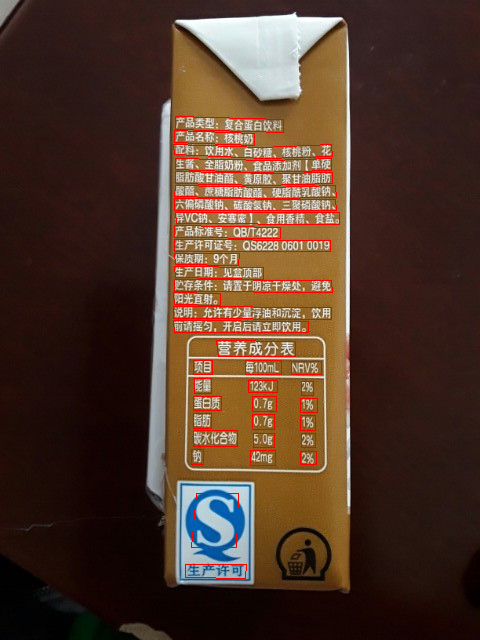 产品类型：复合蛋白饮料
产品名称：核桃奶
配料：饮用水、白砂糖、核桃粉、花
生酱、全脂奶粉、食品添加剂【单硬
脂肪酸甘油酯、黄原胶、聚甘油脂肪
酸酯、蔗糖脂肪酸酯、硬脂酰乳酸钠、
六偏磷酸钠、碳酸氢钠、三聚磷酸钠、
异VC钠、安赛蜜】、食用香精、食盐。
产品标准号：QB/T4222
生产许可证号：QS6228 0601 0019
保质期：9个月
生产日期：见盒顶部
贮存条件：请置于阴凉干燥处，避免
阳光直射。
说明：允许有少量浮油和沉淀，饮用
前请摇匀，开启后请立即饮用。
营养成分表
项目 每100mL NRV%
能量 123kJ 2%
蛋白质 0.7g 1%
脂肪 0.7g 1%
碳水化合物 5.0g 2%
钠 42mg 2%
S
生产许可